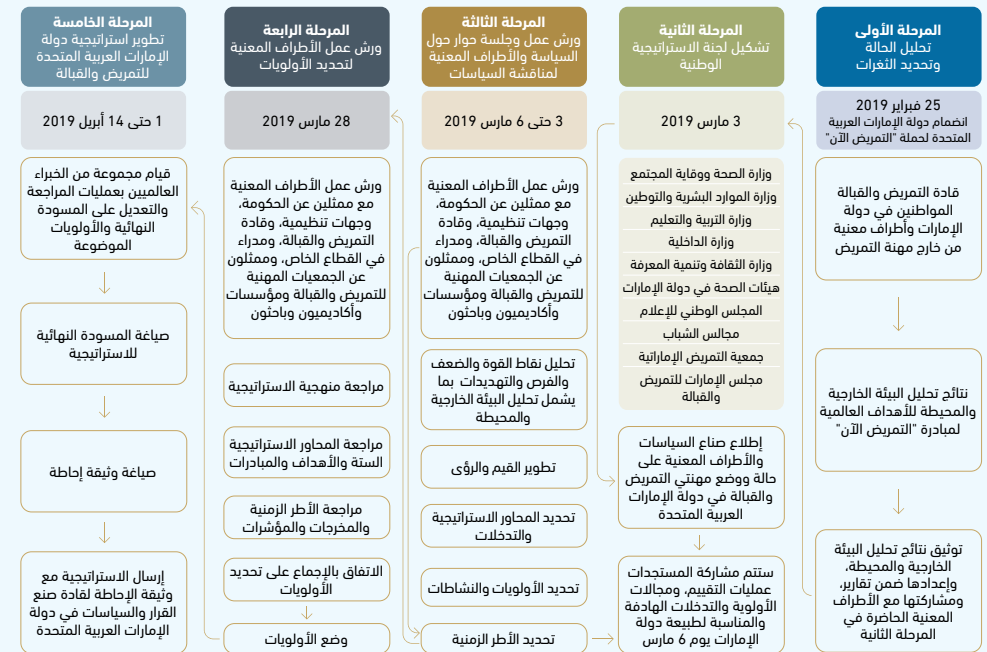 المرحلة الأولى
تحليل الحالة
وتحديد الثغرات
25 فبراير 2019
انضمام دولة الإمارات العربية
المتحدة لحملة "التمريض الآن"
قادة التمريض والقبالة
المواطنين في دولة
الإمارات وأطراف معنية
من خارج مهنة التمريض
نتائج تحليل البيئة الخارجية
والمحيطة للأهداف العالمية
لمبادرة "التمريض الآن"
توثيق نتائج تحليل البيئة
الخارجية والمحيطة،
وإعدادها ضمن تقارير،
ومشاركتها مع الأطراف
المعنية الحاضرة في
المرحلة الثانية
المرحلة الثانية
تشكيل لجنة الاستراتيجية
الوطنية
3 مارس 2019
وزارة الصحة ووقاية المجتمع
وزارة الموارد البشرية والتوطين
وزارة التربية والتعليم
وزارة الداخلية
وزارة الثقافة وتنمية المعرفة
هيئات الصحة في دولة الإمارات
المجلس الوطني للإعلام
مجالس الشباب
جمعية التمريض الإماراتية
مجلس الإمارات للتمريض
والقبالة
إطلاع صناع السياسات
والأطراف المعنية على
حالة ووضع مهنتي التمريض
والقبالة في دولة الإمارات
العربية المتحدة
ستتم مشاركة المستجدات
عمليات التقييم، ومجالات
الأولوية والتدخلات الهادفة
والمناسبة لطبيعة دولة
الإمارات يوم 6 مارس
المرحلة الثالثة
ورش عمل وجلسة حوار حول
السياسة والأطراف المعنية
لمناقشة السياسات
3 حتى 6 مارس 2019
ورش عمل الأطراف المعنية
مع ممثلين عن الحكومة،
وجهات تنظيمية، وقادة
التمريض والقبالة، ومدراء
في القطاع الخاص، وممثلون
عن الجمعيات المهنية
للتمريض والقبالة ومؤسسات
وأكاديميون وباحثون
تحليل نقاط القوة والضعف
والفرص والتهديدات بما
يشمل تحليل البيئة الخارجية
والمحيطة
تطوير القيم والرؤى
تحديد المحاور الاستراتيجية
والتدخلات
تحديد الأولويات والنشاطات
تحديد الأطر الزمنية
المرحلة الرابعة
ورش عمل الأطراف المعنية
لتحديد الأولويات
28 مارس 2019
ورش عمل الأطراف المعنية
مع ممثلين عن الحكومة،
وجهات تنظيمية، وقادة
التمريض والقبالة، ومدراء
في القطاع الخاص، وممثلون
عن الجمعيات المهنية
للتمريض والقبالة ومؤسسات
وأكاديميون وباحثون
مراجعة منهجية الاستراتيجية
مراجعة المحاور الاستراتيجية
الستة والأهداف والمبادرات
مراجعة الأطر الزمنية
والمخرجات والمؤشرات
الاتفاق بالإجماع على تحديد
الأولويات
وضع الأولويات
المرحلة الخامسة
تطوير استراتيجية دولة
الإمارات العربية المتحدة
للتمريض والقبالة
1 حتى 14 أبريل 2019
قيام مجموعة من الخبراء
العالميين بعمليات المراجعة
والتعديل على المسودة
النهائية والأولويات
الموضوعة
صياغة المسودة النهائية
للاستراتيجية
صياغة وثيقة إحاطة
إرسال الاستراتيجية مع
وثيقة الإحاطة لقادة صنع
القرار والسياسات في دولة
الإمارات العربية المتحدة